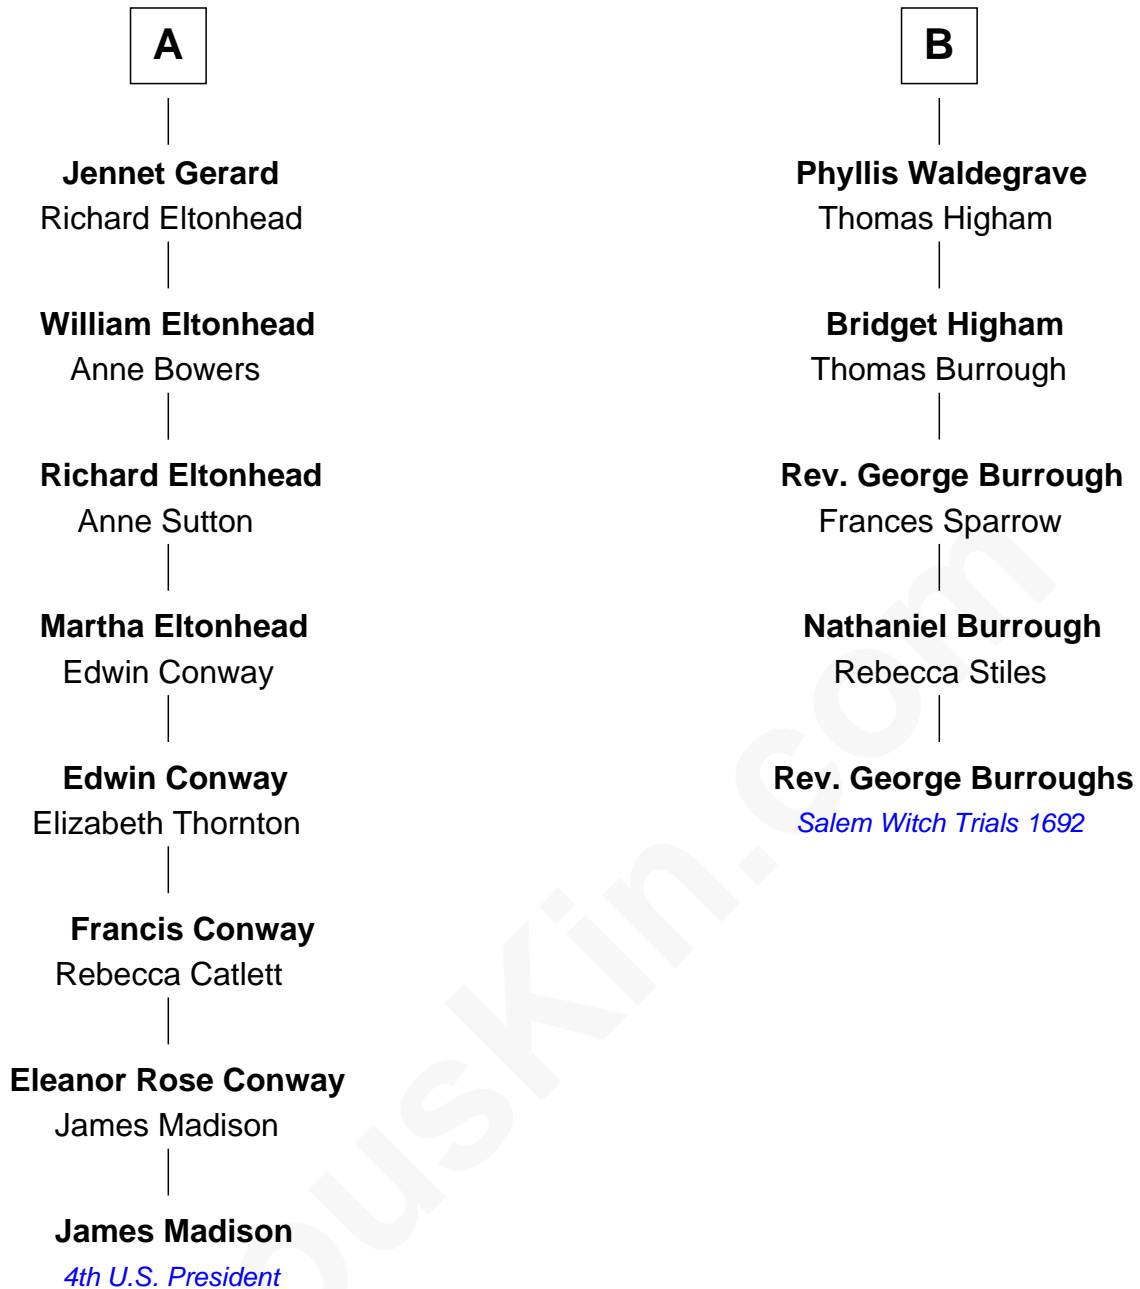 A
Jennet Gerard
Richard Eltonhead
William Eltonhead
Anne Bowers
Richard Eltonhead
Anne Sutton
Martha Eltonhead
Edwin Conway
Edwin Conway
Elizabeth Thornton
Francis Conway
Rebecca Catlett
Eleanor Rose Conway
James Madison
James Madison
4th U.S. President
B
Phyllis Waldegrave
Thomas Higham
Bridget Higham
Thomas Burrough
Rev. George Burrough
Frances Sparrow
Nathaniel Burrough
Rebecca Stiles
Rev. George Burroughs
Salem Witch Trials 1692
ousKin.com